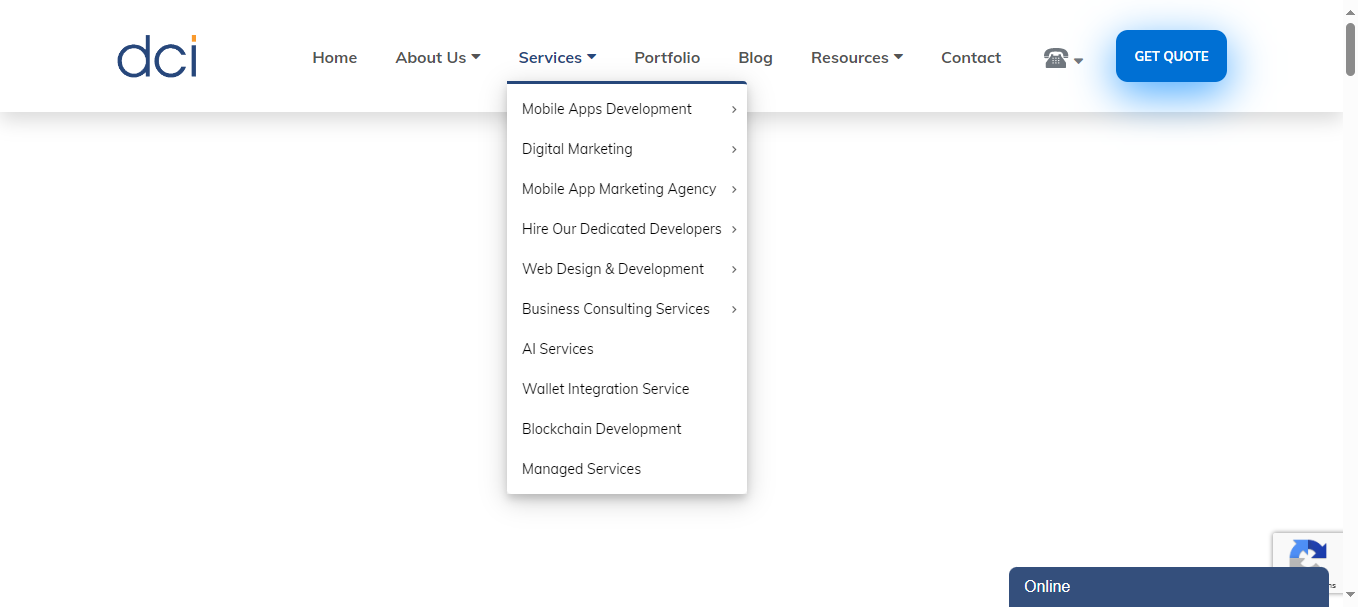 dci
Home
About Us
Services
Portfolio
Blog
Resources
Contact
GET QUOTE
Mobile Apps Development
Digital Marketing
Mobile App Marketing Agency
Hire Our Dedicated Developers
Web Design & Development
Business Consulting Services
AI Services
Wallet Integration Service
Blockchain Development
Managed Services
Online